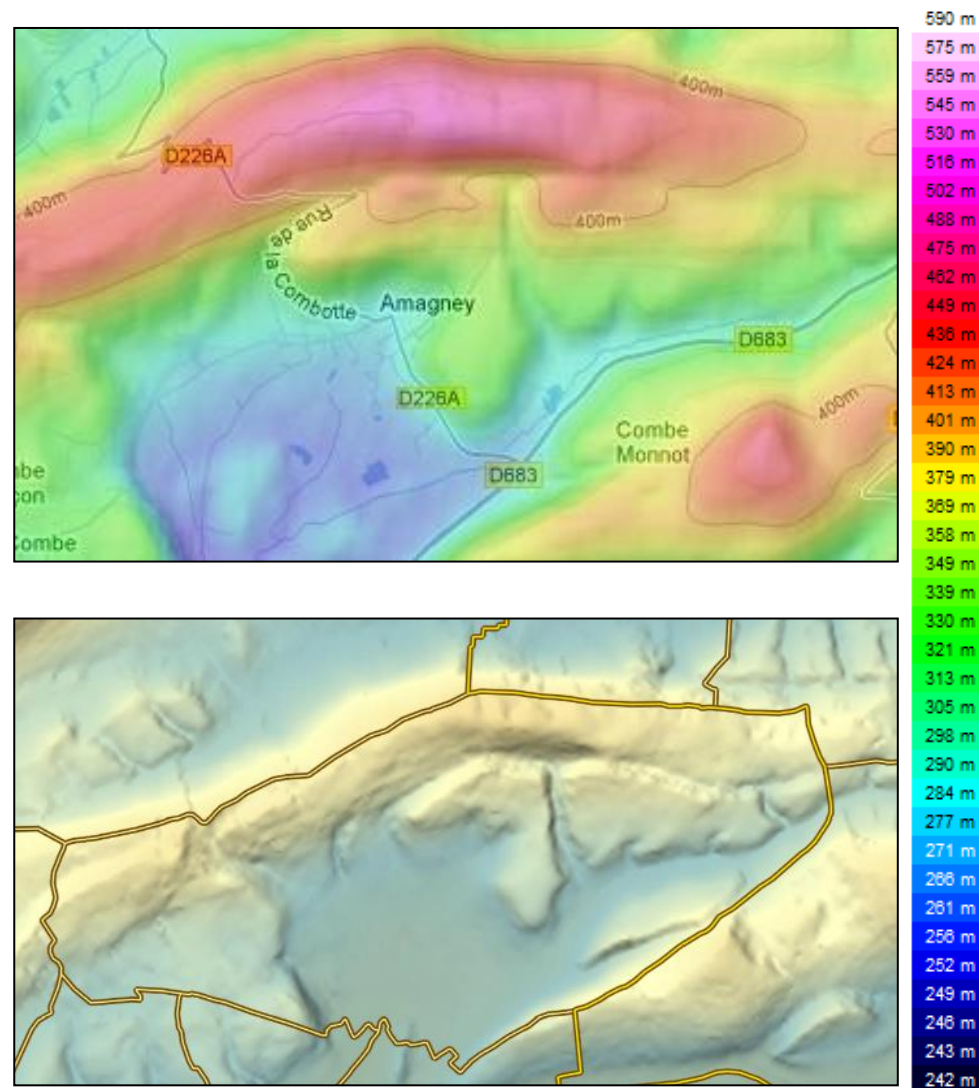 400m
D226A
400m
400m
Rue de la Combotte
Amagney
D683
D226A
400m
Combe
Monnot
D683
Combe
590 m
575 m
559 m
545 m
530 m
516 m
502 m
488 m
475 m
462 m
449 m
436 m
424 m
413 m
401 m
390 m
379 m
369 m
358 m
349 m
339 m
330 m
321 m
313 m
305 m
298 m
290 m
284 m
277 m
271 m
266 m
261 m
256 m
252 m
249 m
246 m
243 m
242 m